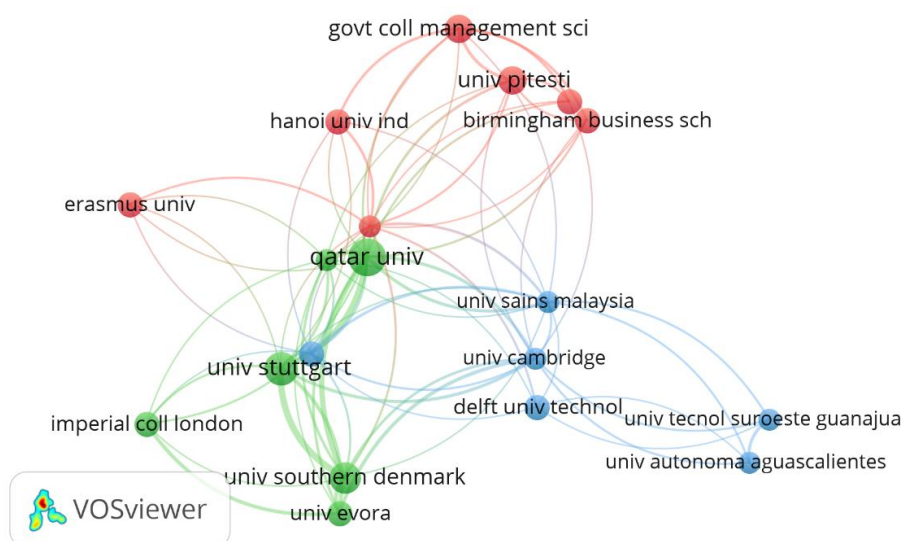 govt coll management sci
univ pitesti
hanoi univ ind
birmingham business sch
erasmus univ
qatar univ
univ sains malaysia
univ cambridge
univ stuttgart
delft univ technol
univ tecnol suroeste guanajua
imperial coll london
univ autonoma aguascalientes
univ southern denmark
VOSviewer
univ evora